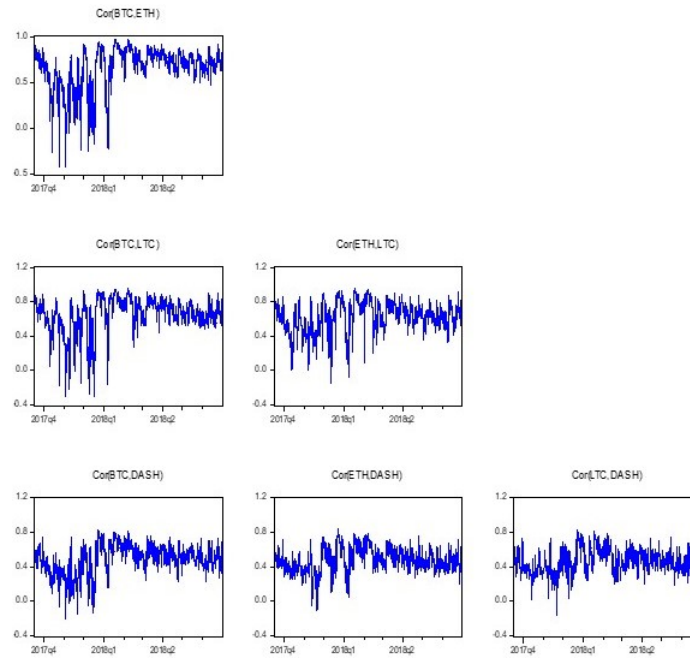 Cor(BTC,ETH)
1.0
0.5
0.0
-0.5
2017q4 2018q1 2018q2
Cor(BTC,LTC) Cor(ETH,LTC)
1.2 1.2
0.8 0.8
0.4 0.4
0.0 0.0
-0.4 -0.4
2017q4 2018q1 2018q2 2017q4 2018q1 2018q2
Cor(BTC,DASH) Cor(ETH,DASH) Cor(LTC,DASH)
1.2 1.2 1.2
0.8 0.8 0.8
0.4 0.4 0.4
0.0 0.0 0.0
-0.4 -0.4 -0.4
2017q4 2018q1 2018q2 2017q4 2018q1 2018q2 2017q4 2018q1 2018q2